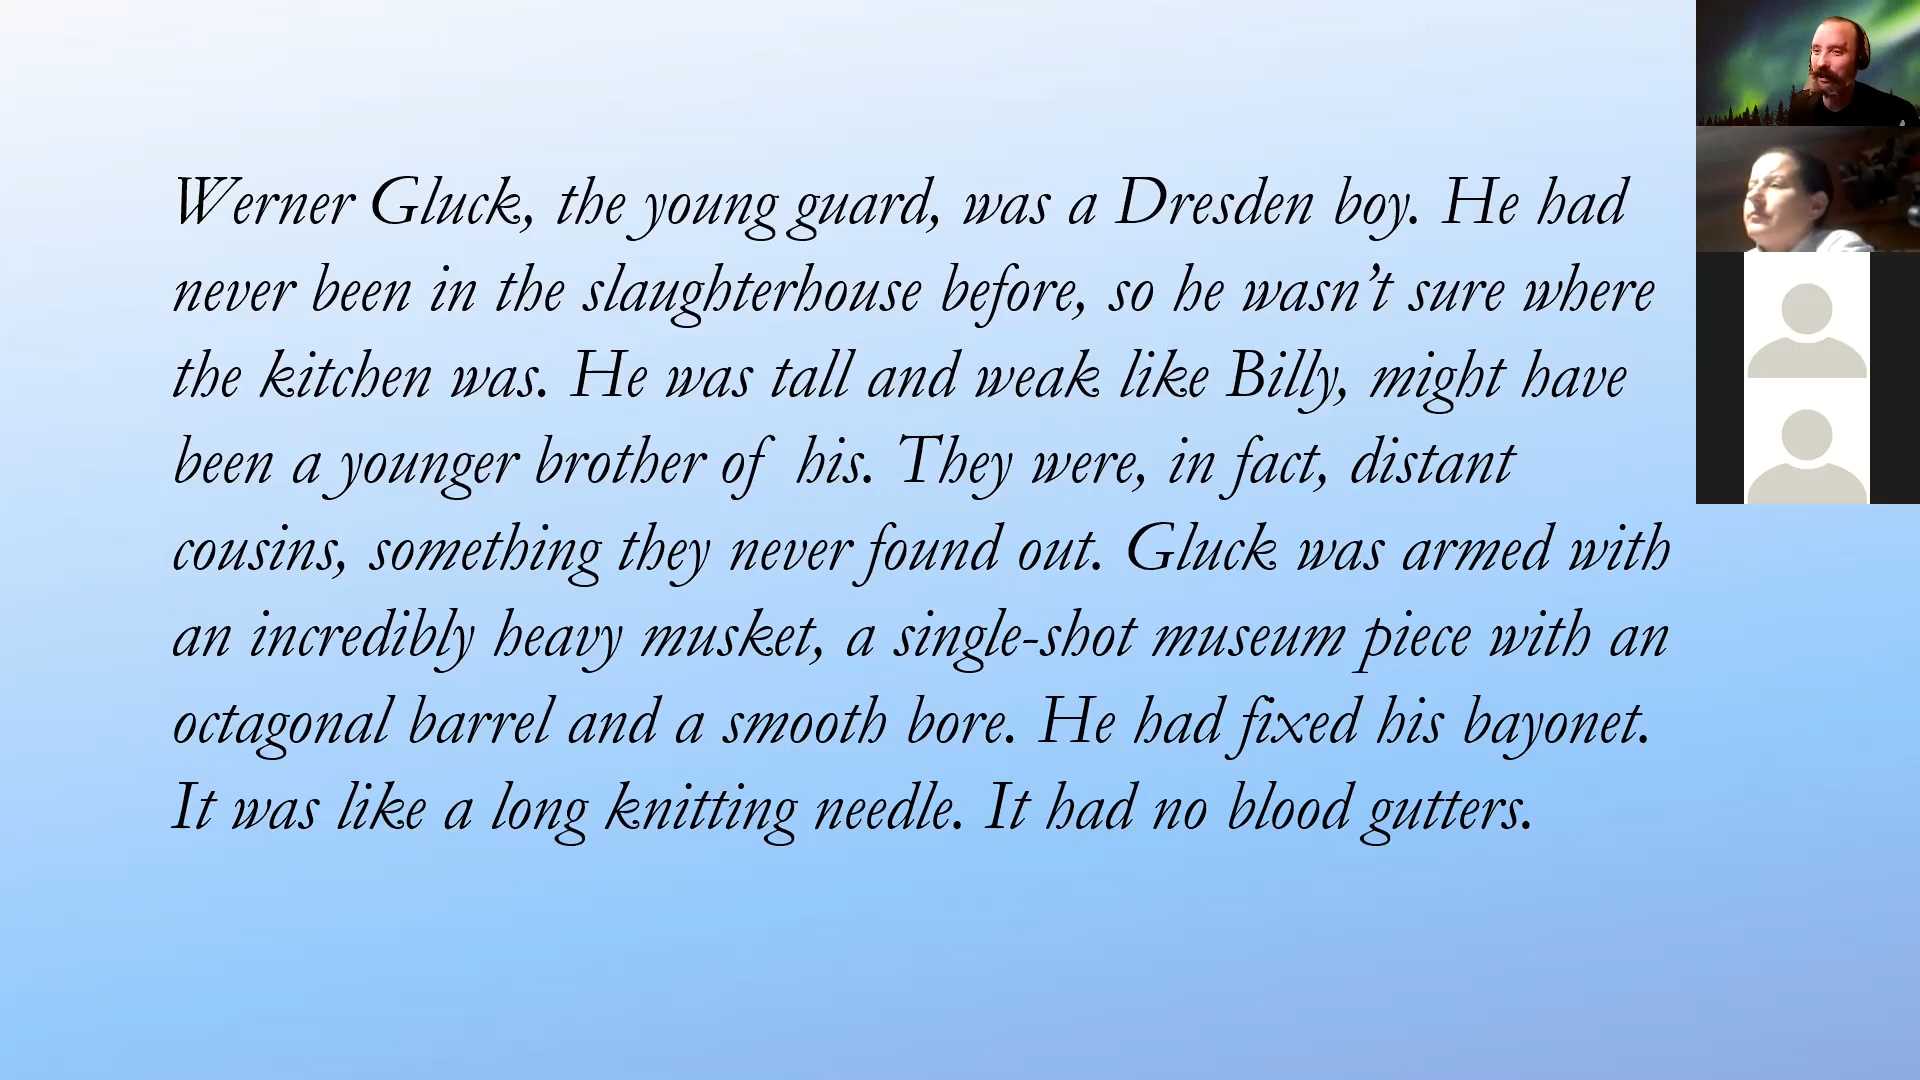 Werner Gluck, the young guard, was a Dresden boy. He had
never been in the slaughterhouse before, so he wasn’t sure where
the kitchen was. He was tall and weak like Billy, might have
been a younger brother of his. They were, in fact, distant
cousins, something they never found out. Gluck was armed with
an incredibly heavy musket, a single-shot museum piece with an
octagonal barrel and a smooth bore. He had fixed his bayonet.
It was like a long knitting needle. It had no blood gutters.